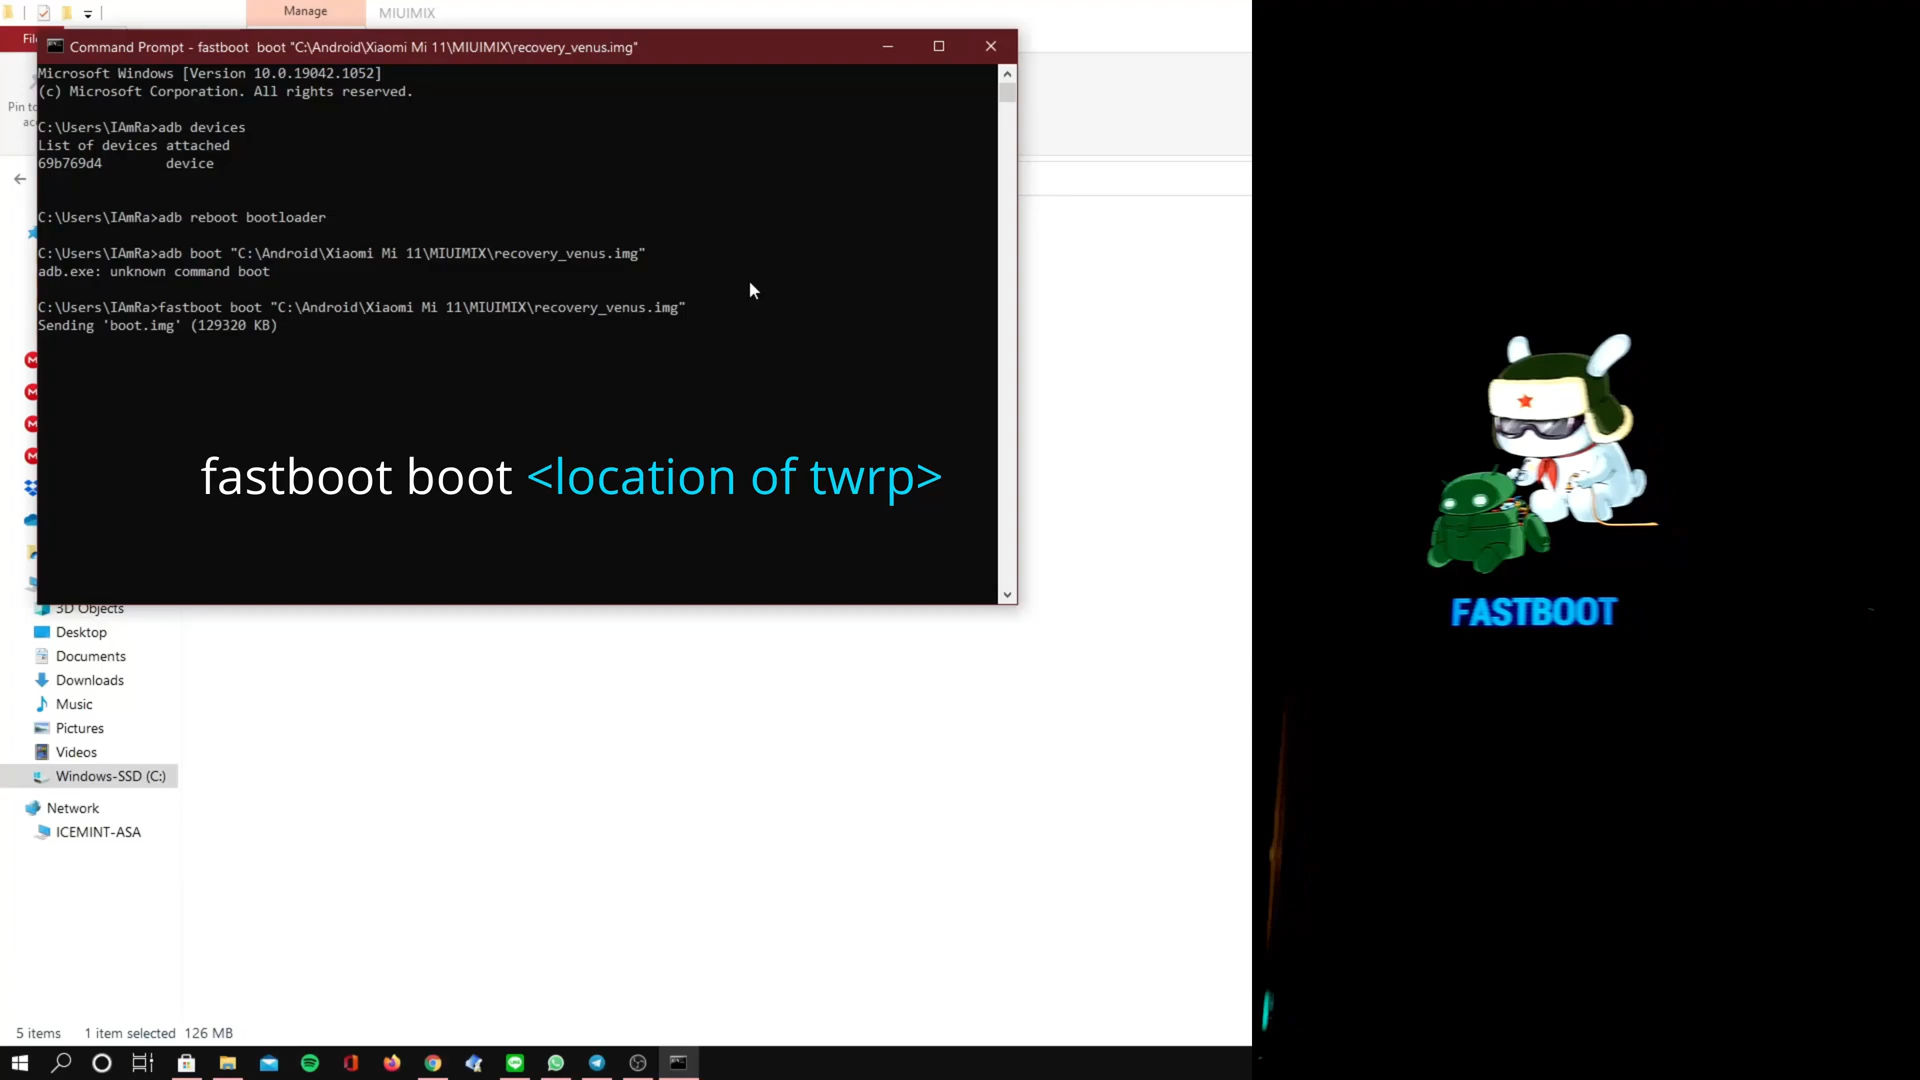 Manage
MIUIMIX
Fil
Command Prompt - fastboot  boot "C:\Android\Xiaomi Mi 11\MIUIMIX\recovery_venus.img"
Microsoft Windows [Version 10.0.19042.1052]
(c) Microsoft Corporation. All rights reserved.
Pin to
ac
C:\Users\IAmRa>adb devices
List of devices attached
69b769d4        device
C:\Users\IAmRa>adb reboot bootloader
C:\Users\IAmRa>adb boot "C:\Android\Xiaomi Mi 11\MIUIMIX\recovery_venus.img"
adb.exe: unknown command boot
C:\Users\IAmRa>fastboot boot "C:\Android\Xiaomi Mi 11\MIUIMIX\recovery_venus.img"
Sending 'boot.img' (129320 KB)
fastboot boot <location of twrp>
FASTBOOT
3D Objects
Desktop
Documents
Downloads
Music
Pictures
Videos
Windows-SSD (C:)
Network
ICEMINT-ASA
5 items
1 item selected
126 MB